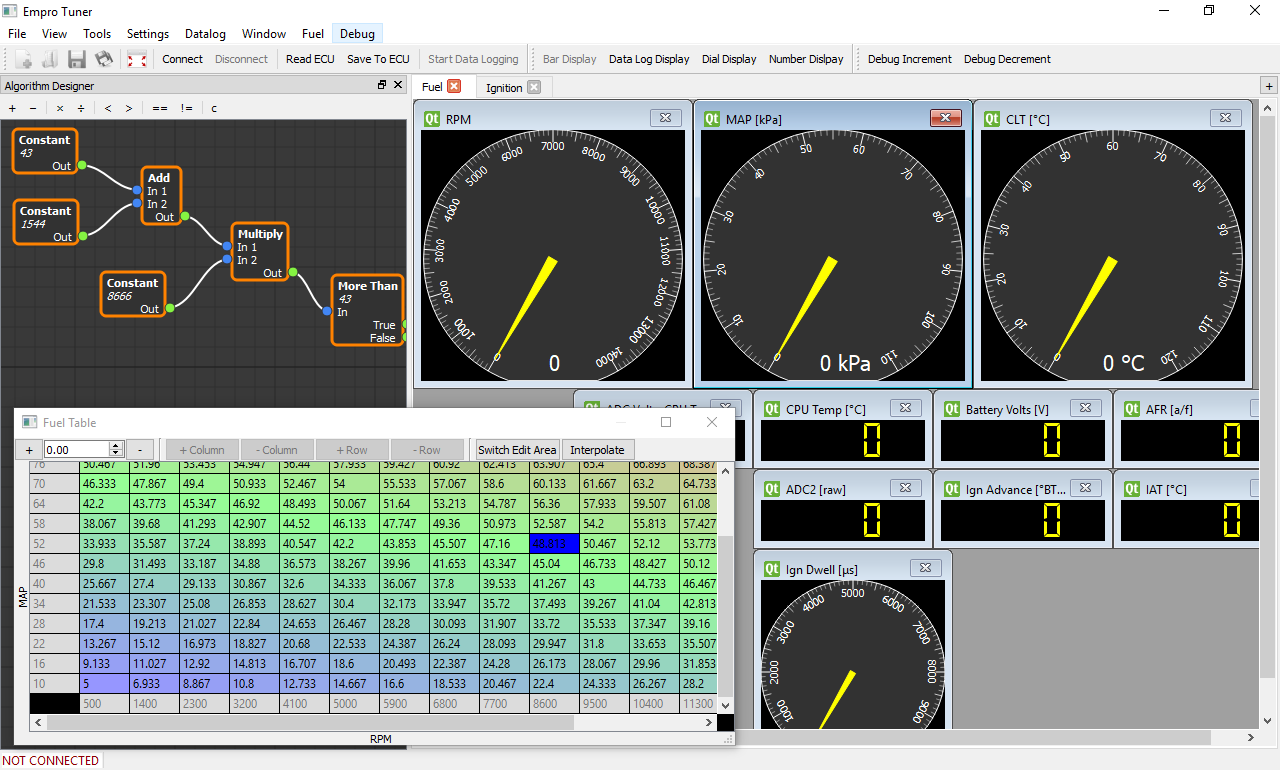 Empro Tuner
File View Tools Settings Datalog Window Fuel Debug
Connect Disconnect Read ECU Save To ECU Start Data Logging Bar Display Data Log Display Dial Display Number Dislpay Debug Increment Debug Decrement
Algorithm Designer
+ − × ÷ < > == != c
Constant
43
Out
Constant
1544
Out
Add
In 1
In 2
Out
Constant
8666
Out
Multiply
In 1
In 2
Out
More Than
43
In
True
False
Fuel Ignition +
Qt RPM
0 1000 2000 3000 4000 5000 6000 7000 8000 9000 10000 11000 12000 13000 14000
0
Qt MAP [kPa]
0 10 20 30 40 50 60 70 80 90 100 110
0 kPa
Qt CLT [°C]
0 10 20 30 40 50 60 70 80 90 100 110 120
0 °C
Qt CPU Temp [°C]
0
Qt Battery Volts [V]
0
Qt AFR [a/f]
0
Qt ADC2 [raw]
0
Qt Ign Advance [°BT...
0
Qt IAT [°C]
0
Qt Ign Dwell [µs]
1000 2000 3000 4000 5000 6000 7000 8000 9000
Fuel Table
+ 0.00 - + Column - Column + Row - Row Switch Edit Area Interpolate
76 50.467 51.96 53.453 54.947 56.44 57.933 59.427 60.92 62.413 63.907 65.4 66.893 68.387
70 46.333 47.867 49.4 50.933 52.467 54 55.533 57.067 58.6 60.133 61.667 63.2 64.733
64 42.2 43.773 45.347 46.92 48.493 50.067 51.64 53.213 54.787 56.36 57.933 59.507 61.08
58 38.067 39.68 41.293 42.907 44.52 46.133 47.747 49.36 50.973 52.587 54.2 55.813 57.427
52 33.933 35.587 37.24 38.893 40.547 42.2 43.853 45.507 47.16 48.813 50.467 52.12 53.773
46 29.8 31.493 33.187 34.88 36.573 38.267 39.96 41.653 43.347 45.04 46.733 48.427 50.12
40 25.667 27.4 29.133 30.867 32.6 34.333 36.067 37.8 39.533 41.267 43 44.733 46.467
34 21.533 23.307 25.08 26.853 28.627 30.4 32.173 33.947 35.72 37.493 39.267 41.04 42.813
28 17.4 19.213 21.027 22.84 24.653 26.467 28.28 30.093 31.907 33.72 35.533 37.347 39.16
22 13.267 15.12 16.973 18.827 20.68 22.533 24.387 26.24 28.093 29.947 31.8 33.653 35.507
16 9.133 11.027 12.92 14.813 16.707 18.6 20.493 22.387 24.28 26.173 28.067 29.96 31.853
10 5 6.933 8.867 10.8 12.733 14.667 16.6 18.533 20.467 22.4 24.333 26.267 28.2
500 1400 2300 3200 4100 5000 5900 6800 7700 8600 9500 10400 11300
MAP
RPM
NOT CONNECTED